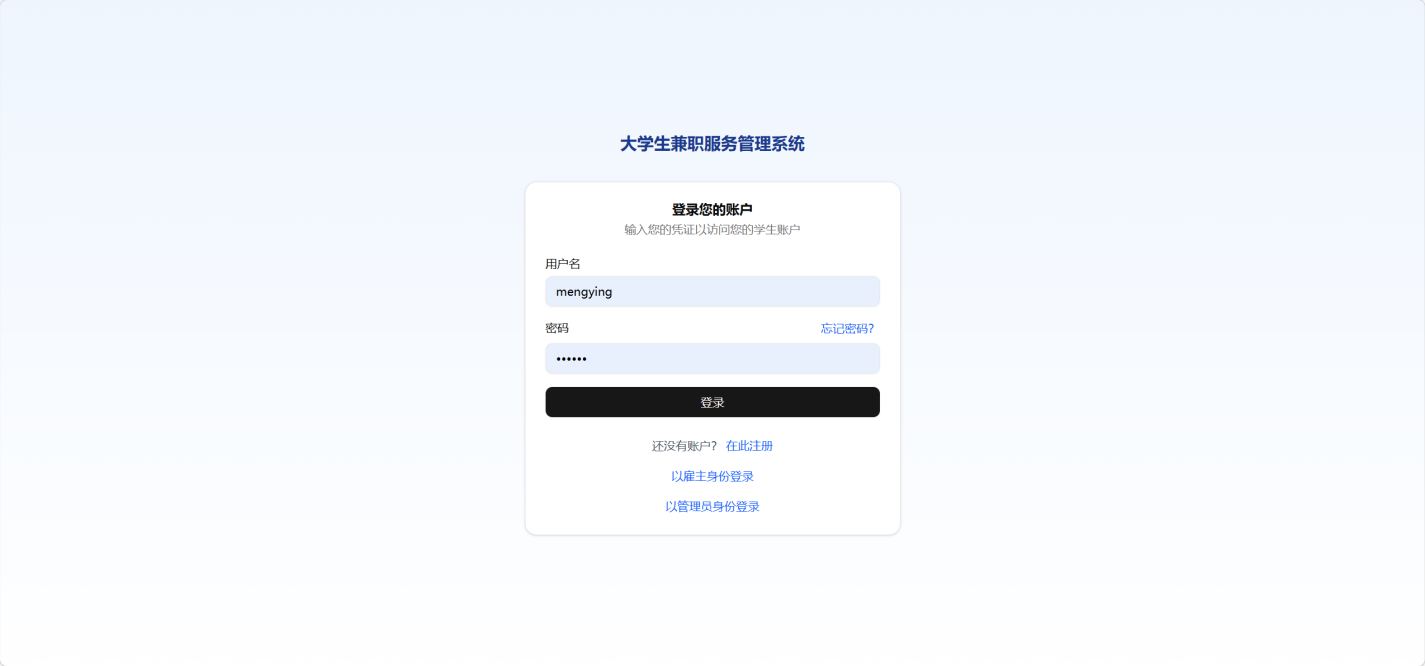 大学生兼职服务管理系统
登录您的账户
输入您的凭证以访问您的学生账户
用户名
mengying
密码 忘记密码?
••••••
登录
还没有账户? 在此注册
以雇主身份登录
以管理员身份登录